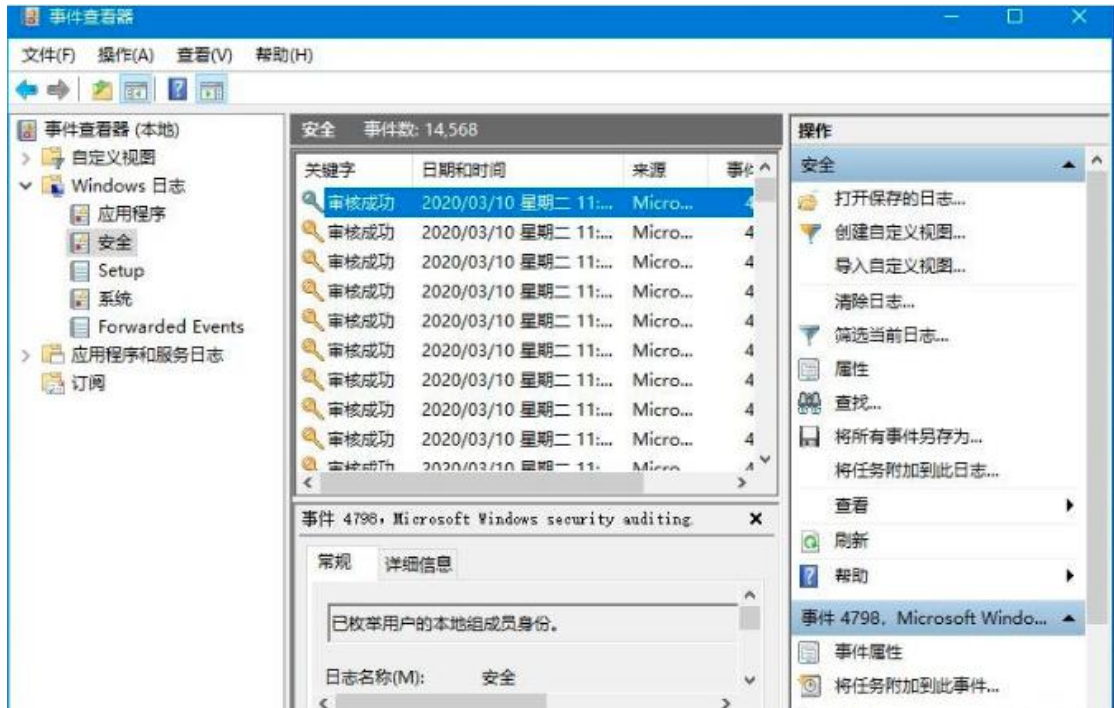 事件查看器
文件(F) 操作(A) 查看(V) 帮助(H)
事件查看器 (本地)
自定义视图
Windows 日志
应用程序
安全
Setup
系统
Forwarded Events
应用程序和服务日志
订阅
安全 事件数: 14,568
关键字 日期和时间 来源 事件
审核成功 2020/03/10 星期二 11:... Micro... 4
审核成功 2020/03/10 星期二 11:... Micro... 4
审核成功 2020/03/10 星期二 11:... Micro... 4
审核成功 2020/03/10 星期二 11:... Micro... 4
审核成功 2020/03/10 星期二 11:... Micro... 4
审核成功 2020/03/10 星期二 11:... Micro... 4
审核成功 2020/03/10 星期二 11:... Micro... 4
审核成功 2020/03/10 星期二 11:... Micro... 4
审核成功 2020/03/10 星期二 11:... Micro... 4
审核成功 2020/03/10 星期二 11: Micro 4
事件 4798, Microsoft Windows security auditing.
常规 详细信息
已枚举用户的本地组成员身份。
日志名称(M): 安全
操作
安全
打开保存的日志...
创建自定义视图...
导入自定义视图...
清除日志...
筛选当前日志...
属性
查找...
将所有事件另存为...
将任务附加到此日志...
查看
刷新
帮助
事件 4798, Microsoft Windo...
事件属性
将任务附加到此事件...